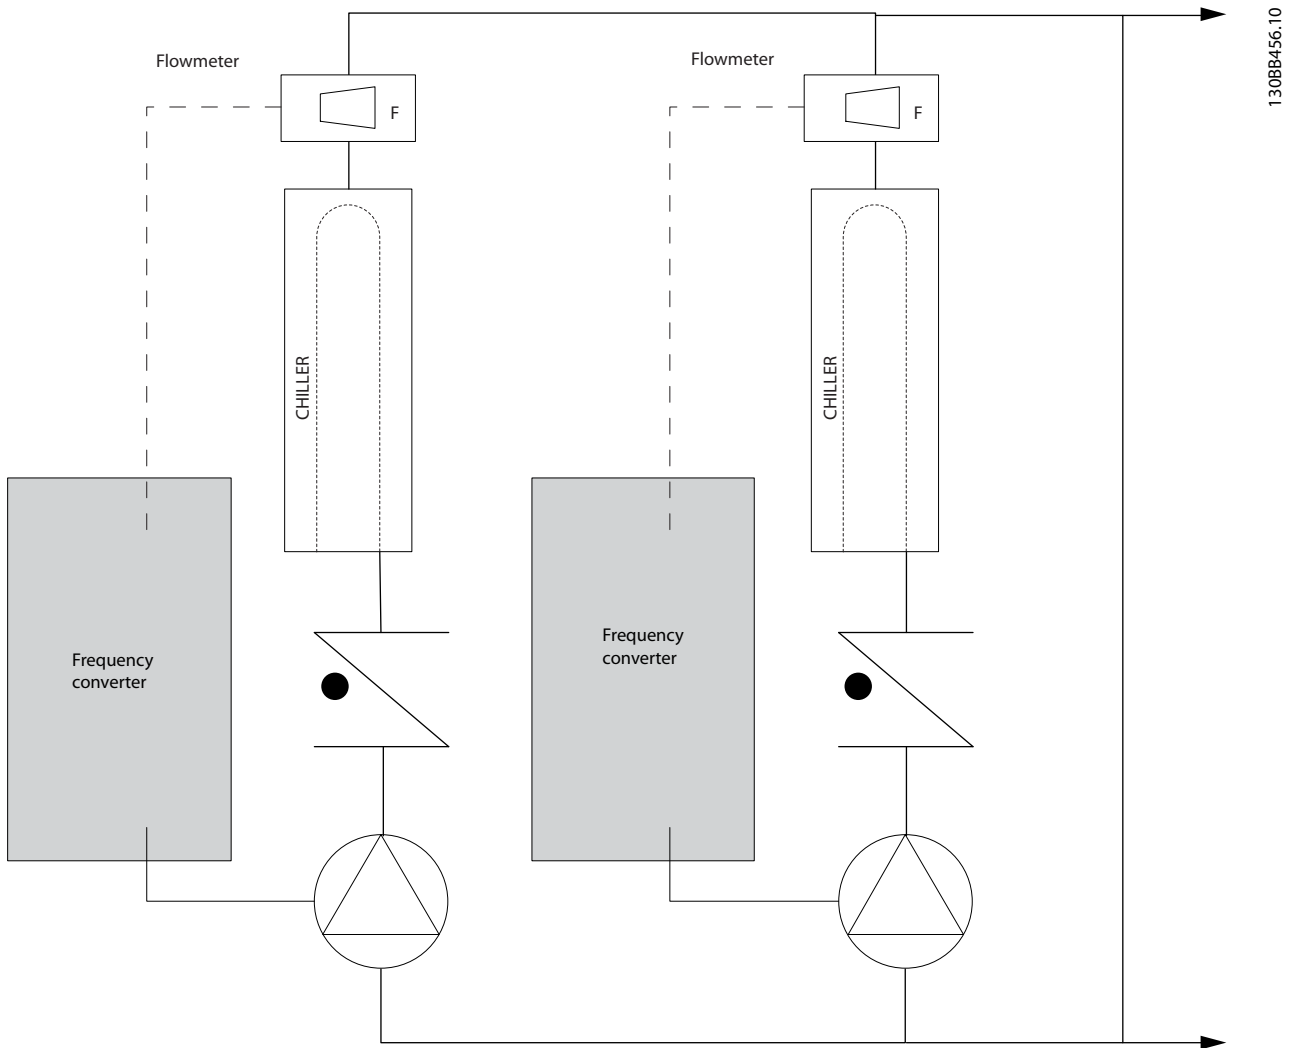 130BB456.10
Flowmeter
Flowmeter
F
F
CHILLER
CHILLER
Frequency
converter
Frequency
converter